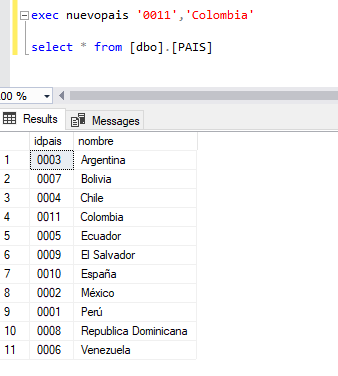 exec nuevopais '0011','Colombia'
select * from [dbo].[PAIS]
.00 %
Results Messages
idpais nombre
1 0003 Argentina
2 0007 Bolivia
3 0004 Chile
4 0011 Colombia
5 0005 Ecuador
6 0009 El Salvador
7 0010 España
8 0002 México
9 0001 Perú
10 0008 Republica Dominicana
11 0006 Venezuela